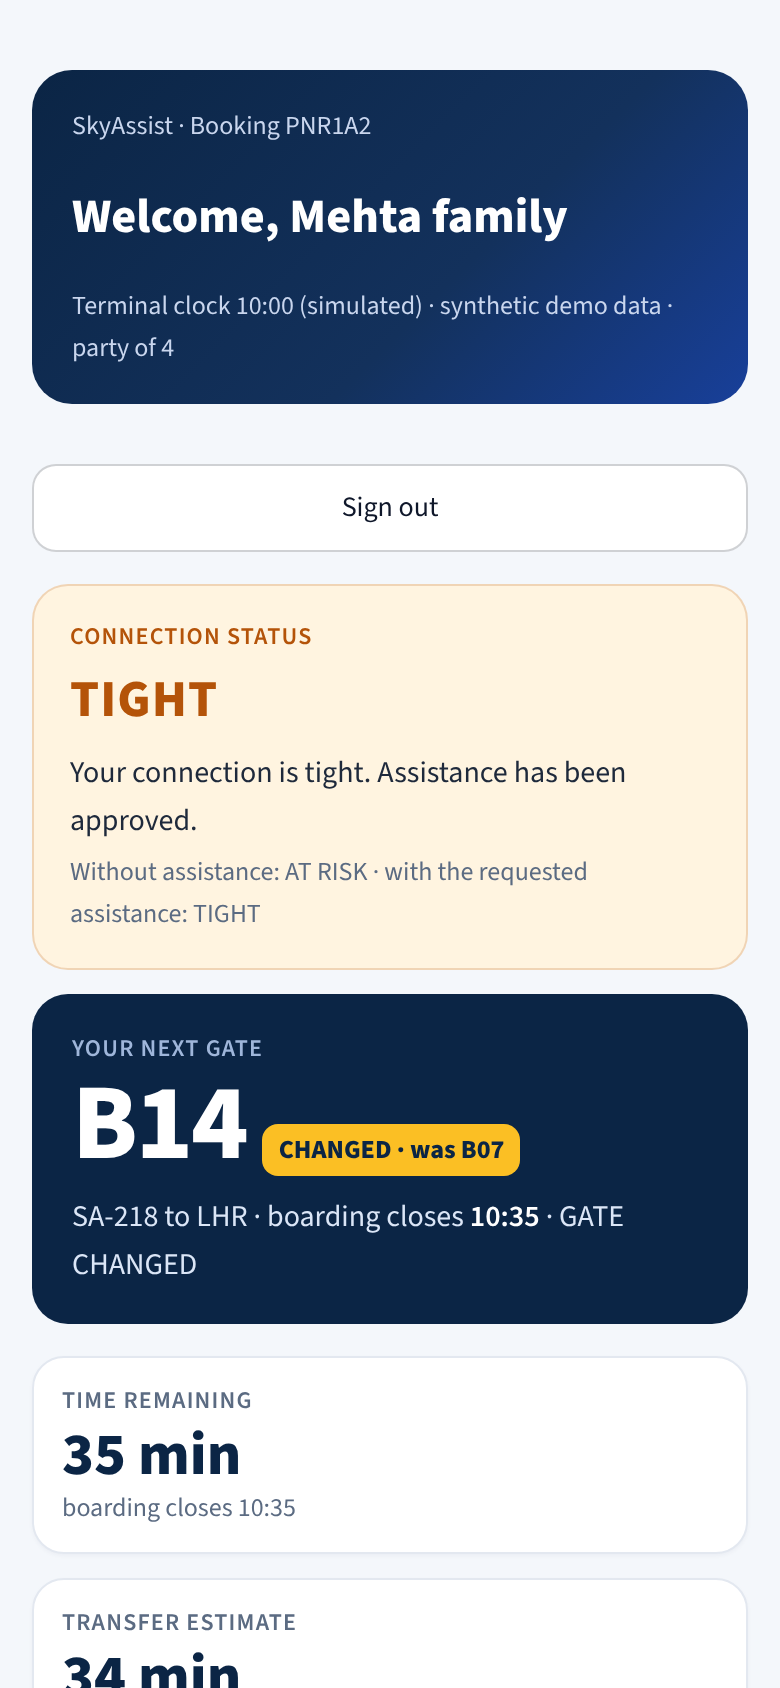 SkyAssist · Booking PNR1A2
Welcome, Mehta family
Terminal clock 10:00 (simulated) · synthetic demo data ·
party of 4
Sign out
CONNECTION STATUS
TIGHT
Your connection is tight. Assistance has been
approved.
Without assistance: AT RISK · with the requested
assistance: TIGHT
YOUR NEXT GATE
B14 CHANGED · was B07
SA-218 to LHR · boarding closes 10:35 · GATE
CHANGED
TIME REMAINING
35 min
boarding closes 10:35
TRANSFER ESTIMATE
34 min